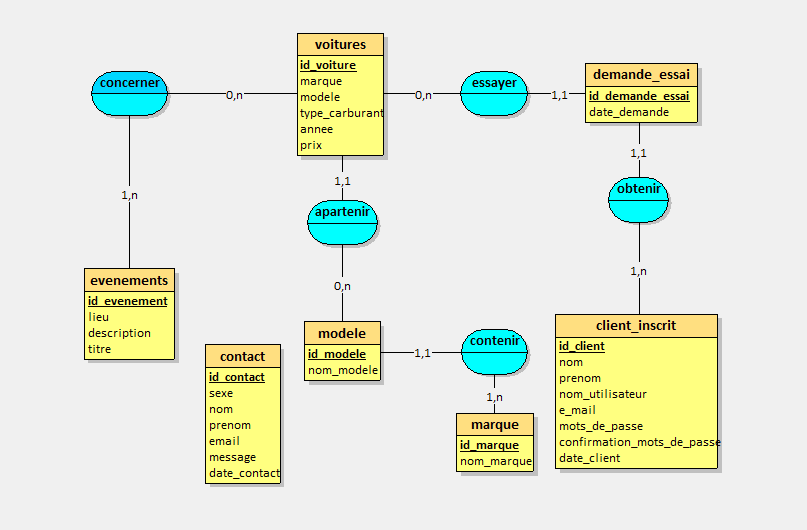 voitures
id_voiture
marque
modele
type_carburant
annee
prix
concerner
0,n
0,n
essayer
1,1
demande_essai
id_demande_essai
date_demande
1,1
1,1
obtenir
1,n
apartenir
1,n
0,n
evenements
id_evenement
lieu
description
titre
modele
id_modele
nom_modele
1,1
contenir
1,n
client_inscrit
id_client
nom
prenom
nom_utilisateur
e_mail
mots_de_passe
confirmation_mots_de_passe
date_client
contact
id_contact
sexe
nom
prenom
email
message
date_contact
marque
id_marque
nom_marque